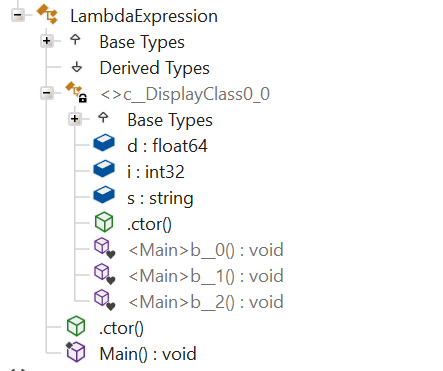 LambdaExpression
Base Types
Derived Types
<>c__DisplayClass0_0
Base Types
d : float64
i : int32
s : string
.ctor()
<Main>b__0() : void
<Main>b__1() : void
<Main>b__2() : void
.ctor()
Main() : void